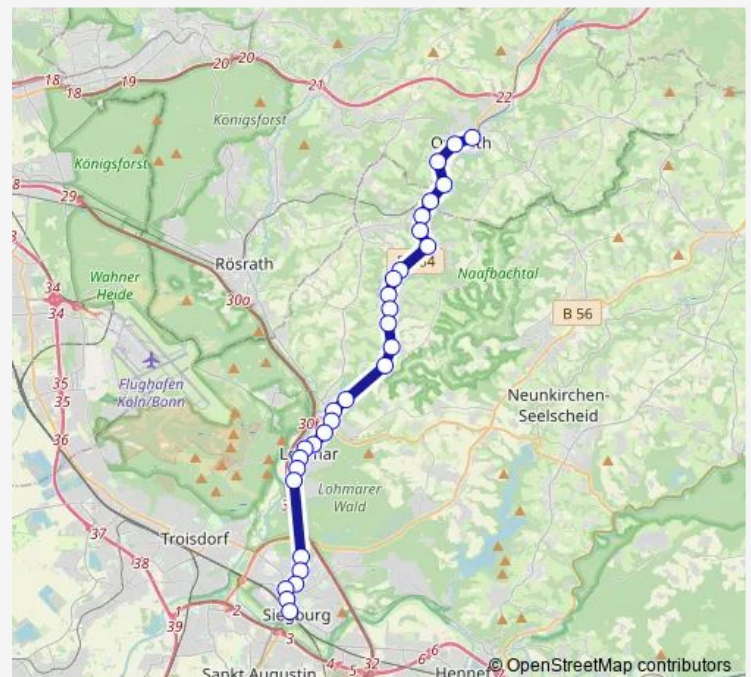 18
19
20 20
18
21
22
Königsforst
Königsforst
29
Rösrath
Naafbachtal
Wahner
Heide
34
34
30a
B 56
Flughafen
Köln/Bonn
35
35
36
Neunkirchen-
Seelscheid
Lohmarer
Wald
37
Troisdorf
38
1
2
39
Siegburg
3
Sankt Augustin
4
5
32
6
6
Hennef
© OpenStreetMap contributors